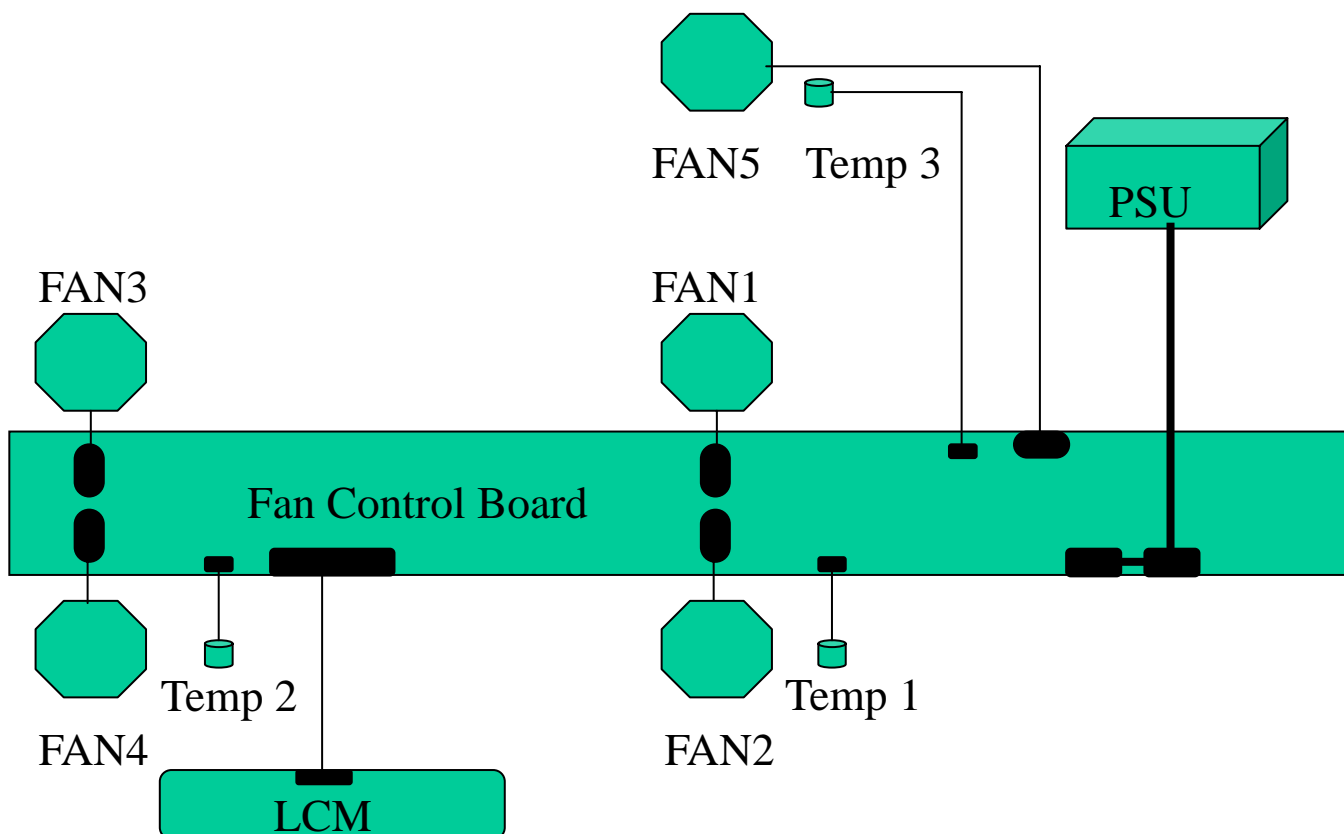 FAN5 Temp 3
PSU
FAN3 FAN1
Fan Control Board
Temp 2 Temp 1
FAN4 FAN2
LCM